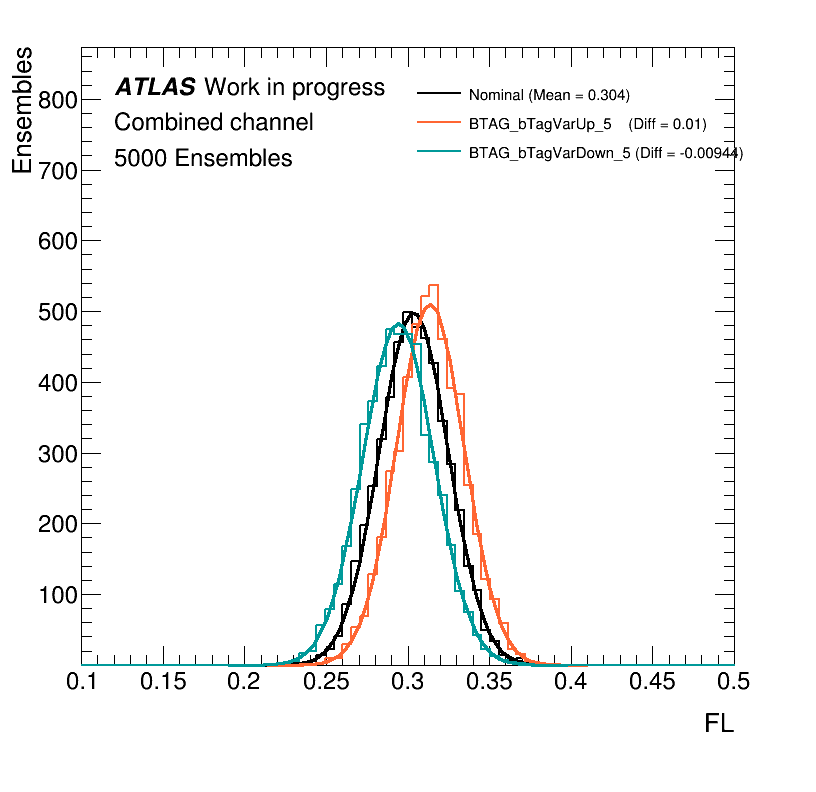 Ensembles
ATLAS Work in progress
Combined channel
5000 Ensembles
Nominal (Mean = 0.304)
BTAG_bTagVarUp_5 (Diff = 0.01)
BTAG_bTagVarDown_5 (Diff = -0.00944)
800
700
600
500
400
300
200
100
0.1 0.15 0.2 0.25 0.3 0.35 0.4 0.45 0.5
FL